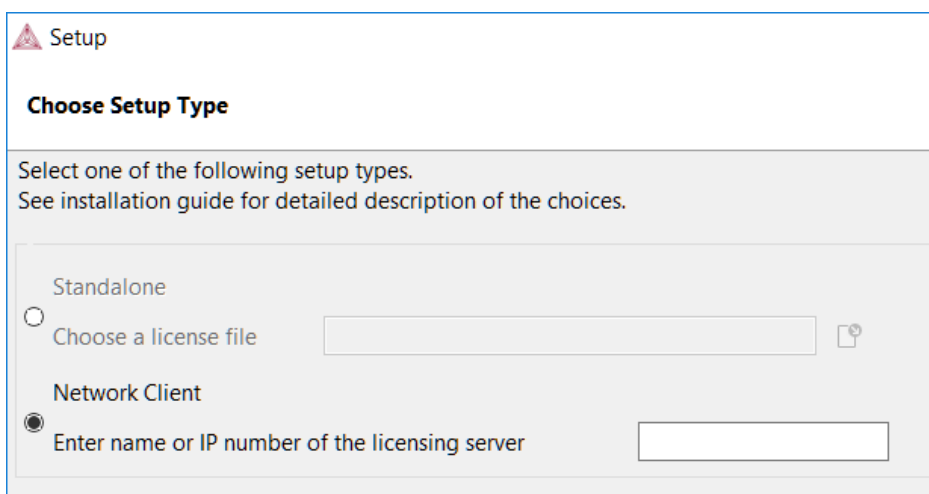 Setup
Choose Setup Type
Select one of the following setup types.
See installation guide for detailed description of the choices.
Standalone
Choose a license file
Network Client
Enter name or IP number of the licensing server